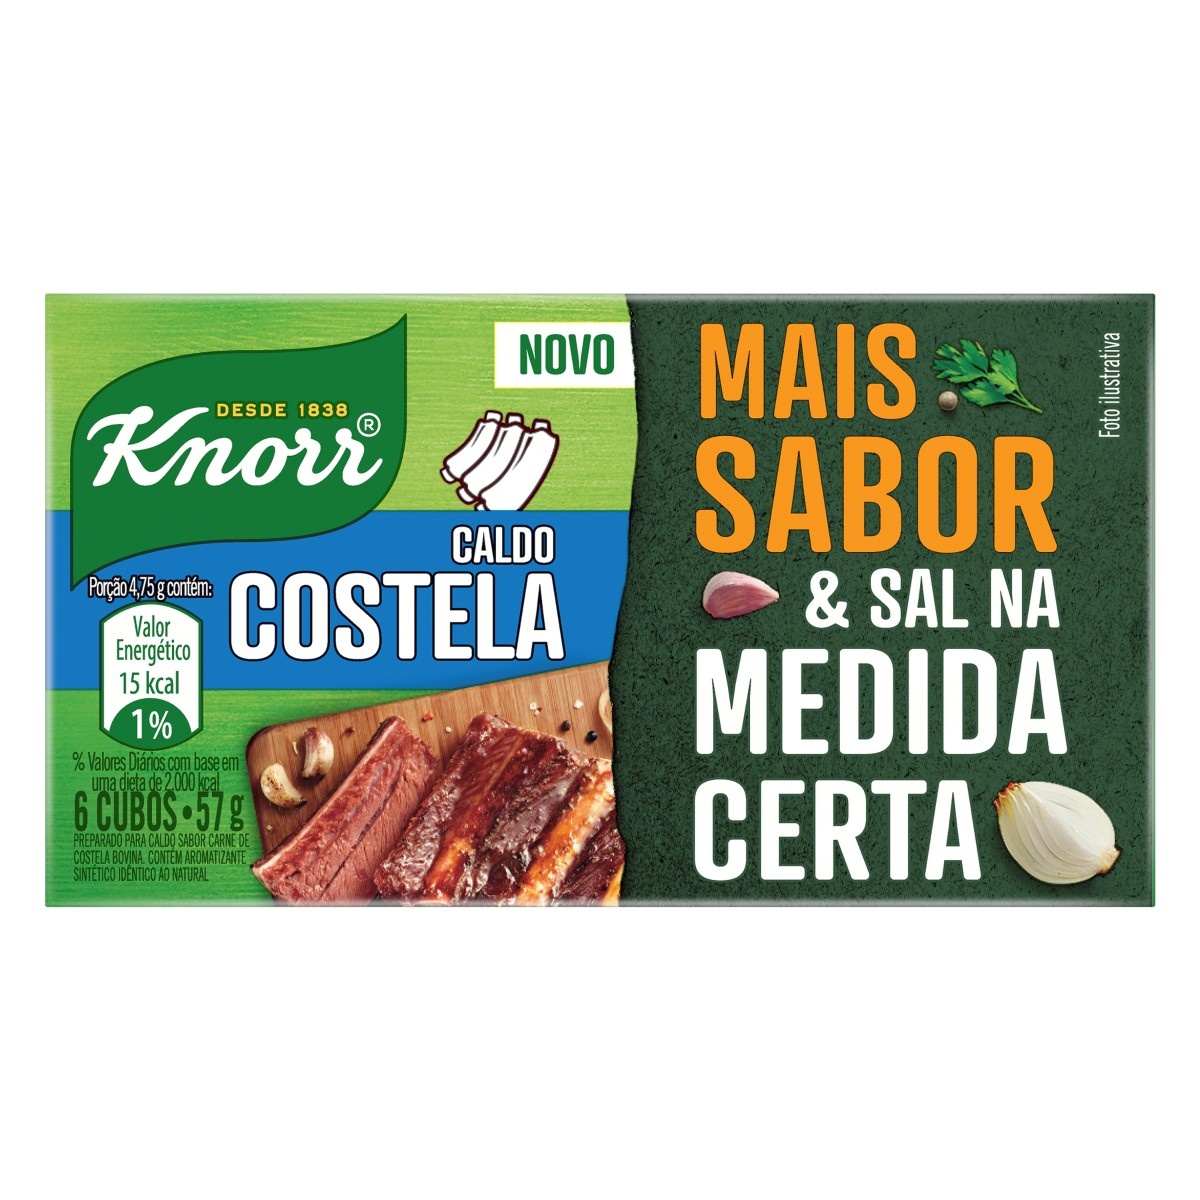 NOVO
DESDE 1838
Knorr®
CALDO
COSTELA
Porção 4,75 g contém:
Valor
Energético
15 kcal
1%
% Valores Diários com base em
uma dieta de 2.000 kcal
6 CUBOS • 57 g
PREPARADO PARA CALDO SABOR CARNE DE
COSTELA BOVINA. CONTÉM AROMATIZANTE
SINTÉTICO IDÊNTICO AO NATURAL
MAIS
SABOR
& SAL NA
MEDIDA
CERTA
Foto ilustrativa